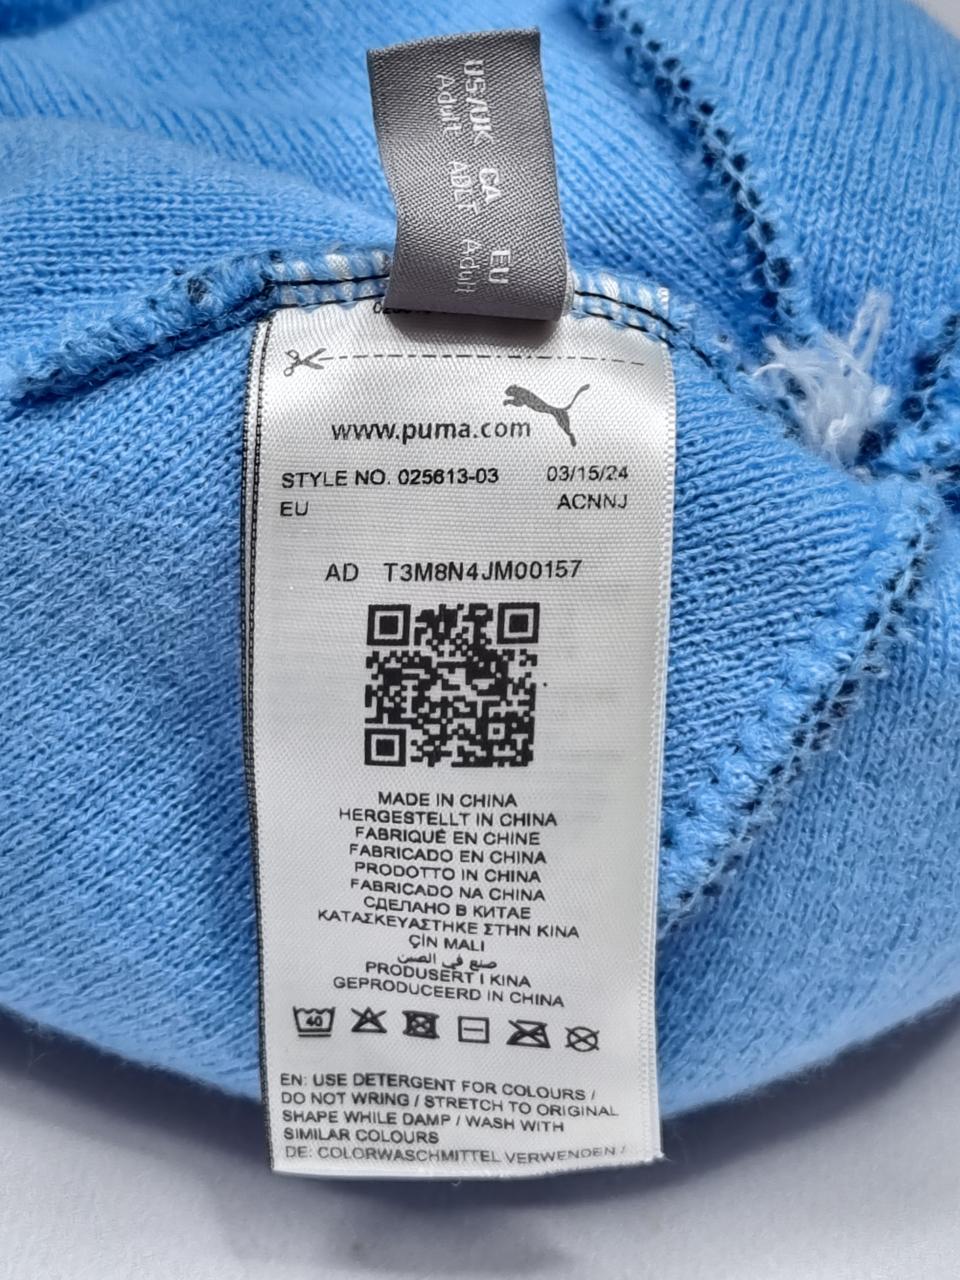 US/UK CA EU
Adult ADLT Adult
www.puma.com
STYLE NO. 025613-03 03/15/24
EU ACNNJ
AD T3M8N4JM00157
MADE IN CHINA
HERGESTELLT IN CHINA
FABRIQUÉ EN CHINE
FABRICADO EN CHINA
PRODOTTO IN CHINA
FABRICADO NA CHINA
СДЕЛАНО В КИТАЕ
ΚΑΤΑΣΚΕΥΑΣΤΗΚΕ ΣΤΗΝ ΚΙΝΑ
ÇİN MALI
صنع في الصين
PRODUSERT I KINA
GEPRODUCEERD IN CHINA
40
EN: USE DETERGENT FOR COLOURS /
DO NOT WRING / STRETCH TO ORIGINAL
SHAPE WHILE DAMP / WASH WITH
SIMILAR COLOURS
DE: COLORWASCHMITTEL VERWENDEN /